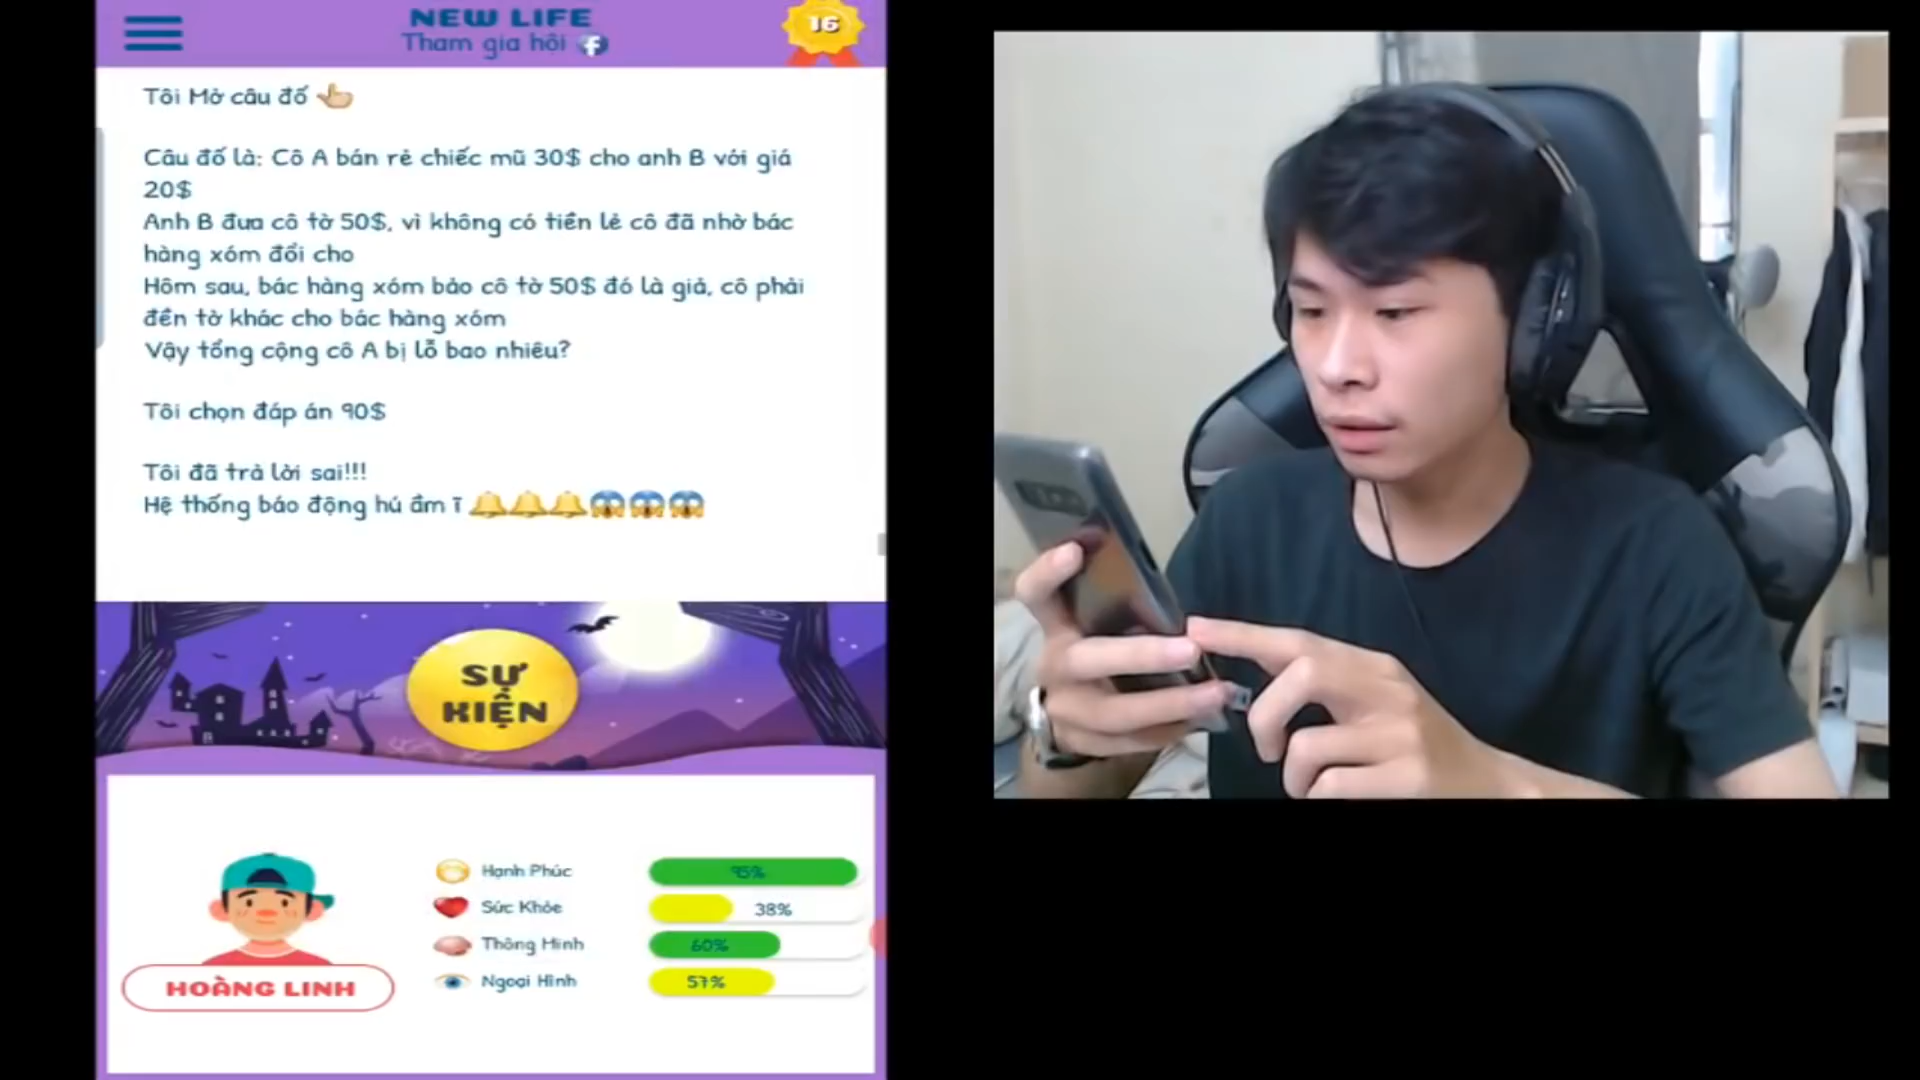 NEW LIFE
Tham gia hội
16
Tôi Mở câu đố
Câu đố là: Cô A bán rẻ chiếc mũ 30$ cho anh B với giá
20$
Anh B đưa cô tờ 50$, vì không có tiền lẻ cô đã nhờ bác
hàng xóm đổi cho
Hôm sau, bác hàng xóm bảo cô tờ 50$ đó là giả, cô phải
đền tờ khác cho bác hàng xóm
Vậy tổng cộng cô A bị lỗ bao nhiêu?
Tôi chọn đáp án 90$
Tôi đã trả lời sai!!!
Hệ thống báo động hú ầm ĩ
SỰ
KIỆN
Hạnh Phúc 95%
Sức Khỏe 38%
Thông Minh 60%
Ngoại Hình 57%
HOÀNG LINH